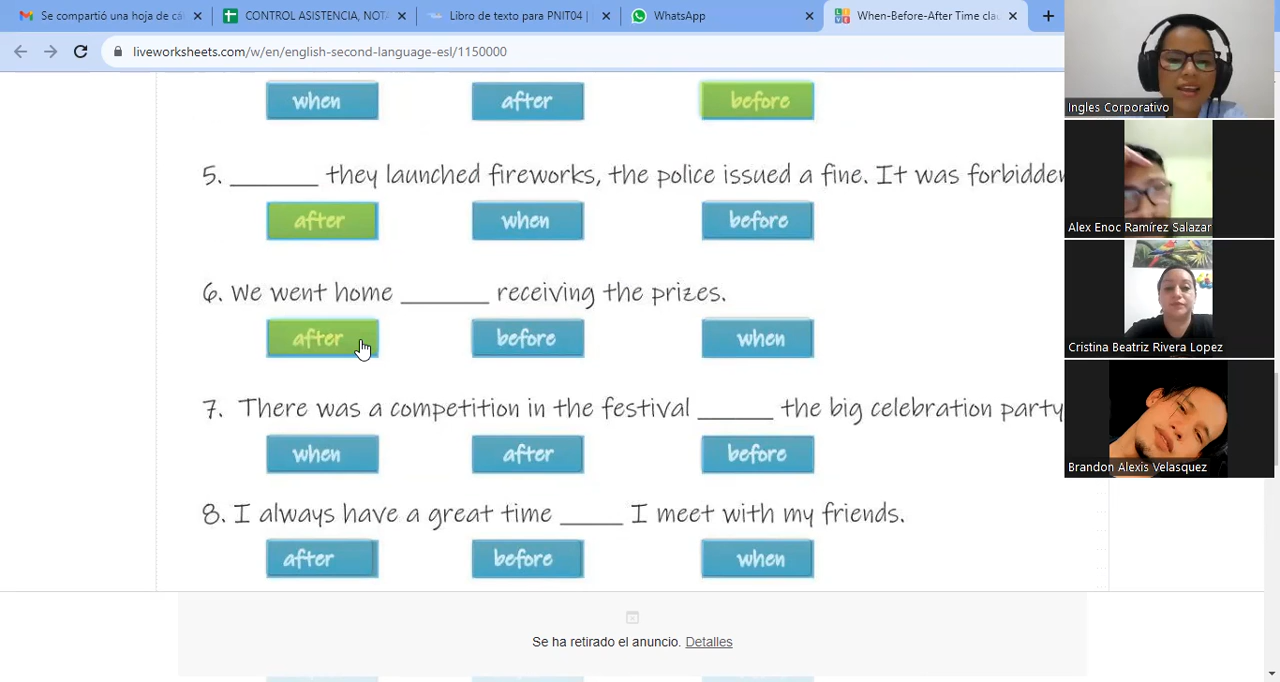 Se compartió una hoja de cá
CONTROL ASISTENCIA, NOTA
Libro de texto para PNIT04 |
WhatsApp
When-Before-After Time clau
liveworksheets.com/w/en/english-second-language-esl/1150000
when after before
5. _______ they launched fireworks, the police issued a fine. It was forbidden
after when before
6. We went home _______ receiving the prizes.
after before when
7. There was a competition in the festival ______ the big celebration party
when after before
8. I always have a great time _____ I meet with my friends.
after before when
Se ha retirado el anuncio. Detalles
Ingles Corporativo
Alex Enoc Ramírez Salazar
Cristina Beatriz Rivera Lopez
Brandon Alexis Velasquez